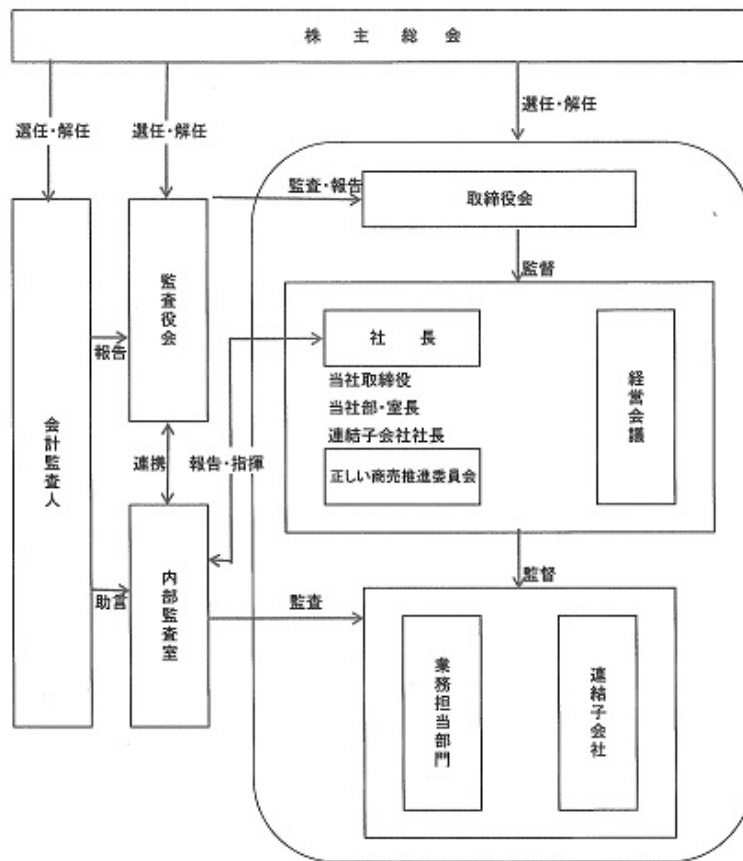 株主総会
選任・解任
選任・解任
選任・解任
監査・報告
取締役会
監督
監査役会
報告
社長
当社取締役
当社部・室長
連結子会社社長
正しい商売推進委員会
経営会議
会計監査人
連携
報告・指揮
監督
内部監査室
助言
監査
業務担当部門
連結子会社